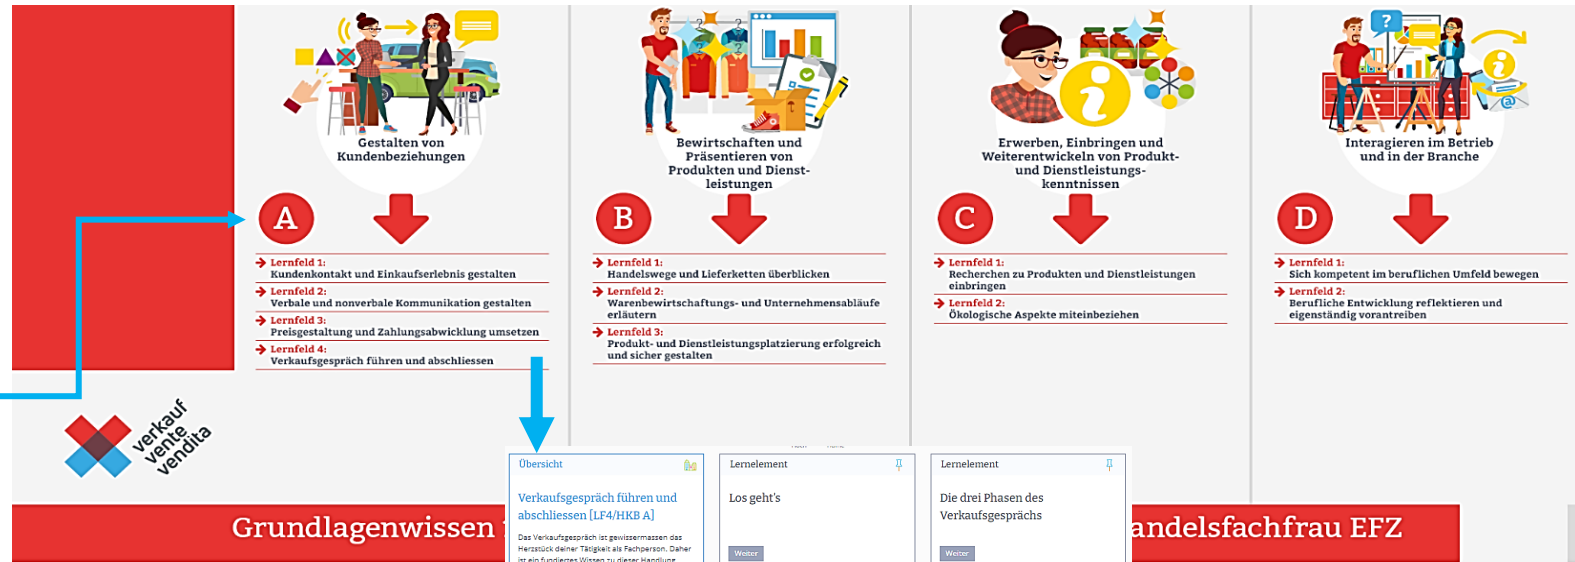 Gestalten von
Kundenbeziehungen
A
Lernfeld 1:
Kundenkontakt und Einkaufserlebnis gestalten
Lernfeld 2:
Verbale und nonverbale Kommunikation gestalten
Lernfeld 3:
Preisgestaltung und Zahlungsabwicklung umsetzen
Lernfeld 4:
Verkaufsgespräch führen und abschliessen
Bewirtschaften und
Präsentieren von
Produkten und Dienst-
leistungen
B
Lernfeld 1:
Handelswege und Lieferketten überblicken
Lernfeld 2:
Warenbewirtschaftungs- und Unternehmensabläufe
erläutern
Lernfeld 3:
Produkt- und Dienstleistungsplatzierung erfolgreich
und sicher gestalten
Erwerben, Einbringen und
Weiterentwickeln von Produkt-
und Dienstleistungs-
kenntnissen
C
Lernfeld 1:
Recherchen zu Produkten und Dienstleistungen
einbringen
Lernfeld 2:
Ökologische Aspekte miteinbeziehen
Interagieren im Betrieb
und in der Branche
D
Lernfeld 1:
Sich kompetent im beruflichen Umfeld bewegen
Lernfeld 2:
Berufliche Entwicklung reflektieren und
eigenständig vorantreiben
verkauf
vente
vendita
Grundlagenwissen
Übersicht
Verkaufsgespräch führen und
abschliessen [LF4/HKB A]
Das Verkaufsgespräch ist gewissermassen das
Herzstück deiner Tätigkeit als Fachperson. Daher
ist ein fundiertes Wissen zu dieser Handlung
Lernelement
Los geht's
Weiter
Lernelement
Die drei Phasen des
Verkaufsgesprächs
Weiter
andelsfachfrau EFZ